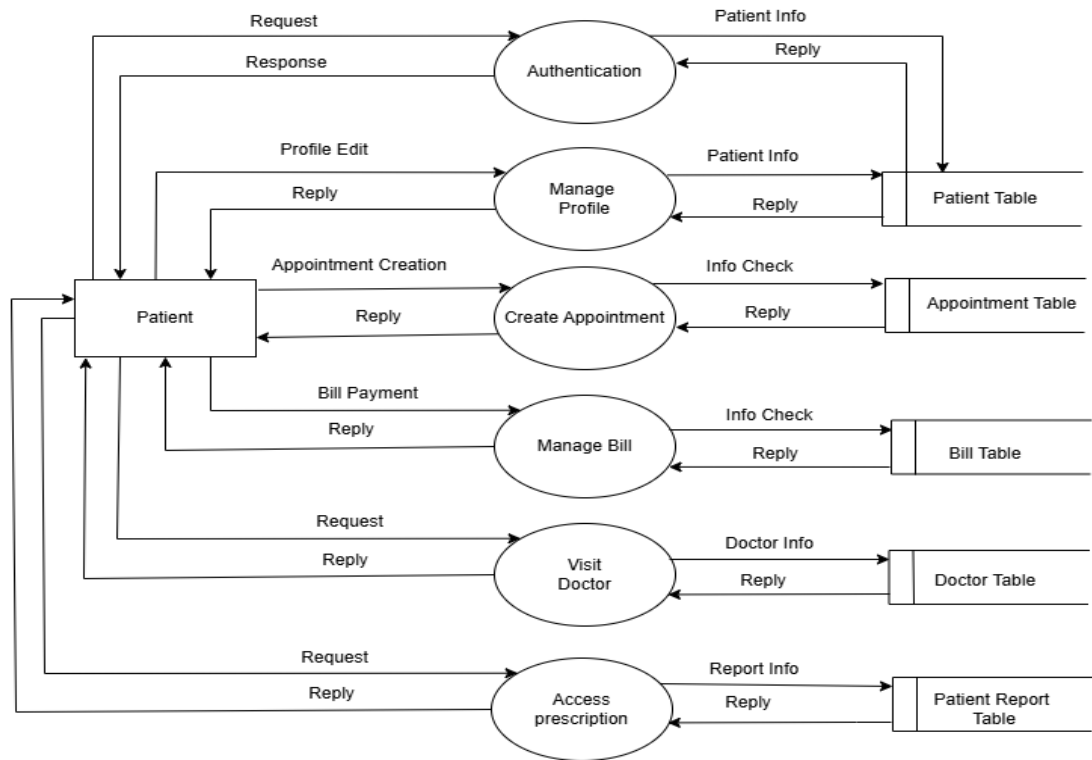 Request
Patient Info
Response
Authentication
Reply
Profile Edit
Patient Info
Reply
Manage
Profile
Reply
Patient Table
Appointment Creation
Info Check
Patient
Reply
Create Appointment
Reply
Appointment Table
Bill Payment
Info Check
Reply
Manage Bill
Reply
Bill Table
Request
Doctor Info
Reply
Visit
Doctor
Reply
Doctor Table
Request
Report Info
Reply
Access
prescription
Reply
Patient Report
Table